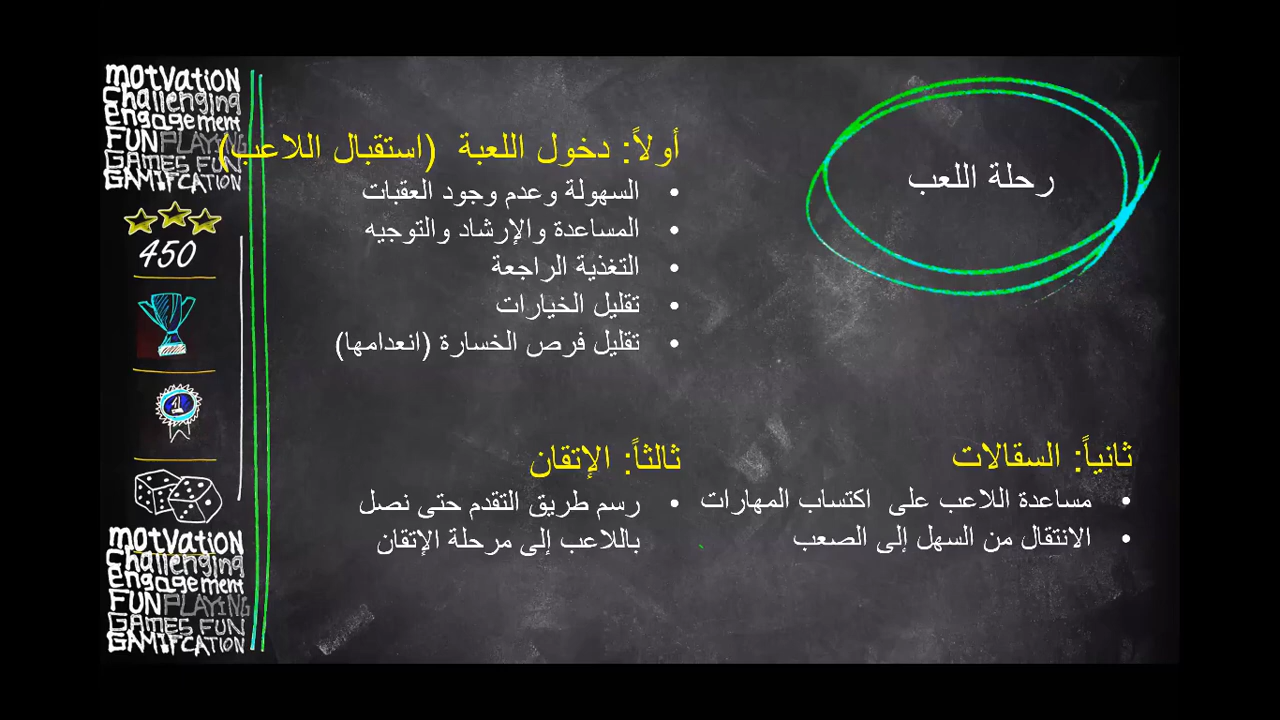 رحلة اللعب
أولاً: دخول اللعبة (استقبال اللاعب)
• السهولة وعدم وجود العقبات
• المساعدة والإرشاد والتوجيه
• التغذية الراجعة
• تقليل الخيارات
• تقليل فرص الخسارة (انعدامها)
ثانياً: السقالات
• مساعدة اللاعب على اكتساب المهارات
• الانتقال من السهل إلى الصعب
ثالثاً: الإتقان
• رسم طريق التقدم حتى نصل
باللاعب إلى مرحلة الإتقان
motVation
Challenging
Engagement
FUN PLAYING
GAMES FUN
GAMIFCATION
450
1
motVation
Challenging
Engagement
FUN PLAYING
GAMES FUN
GAMIFCATION